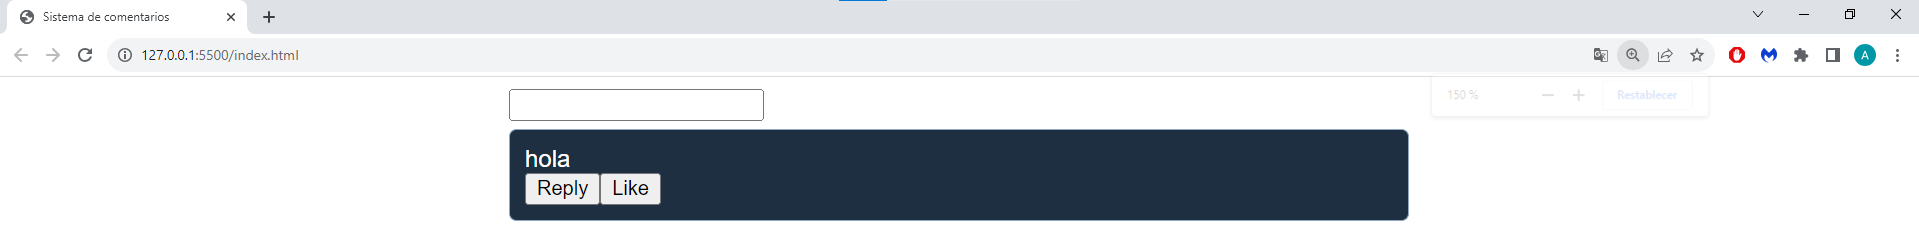 Sistema de comentarios
127.0.0.1:5500/index.html
A
150 %
Restablecer
hola
Reply Like